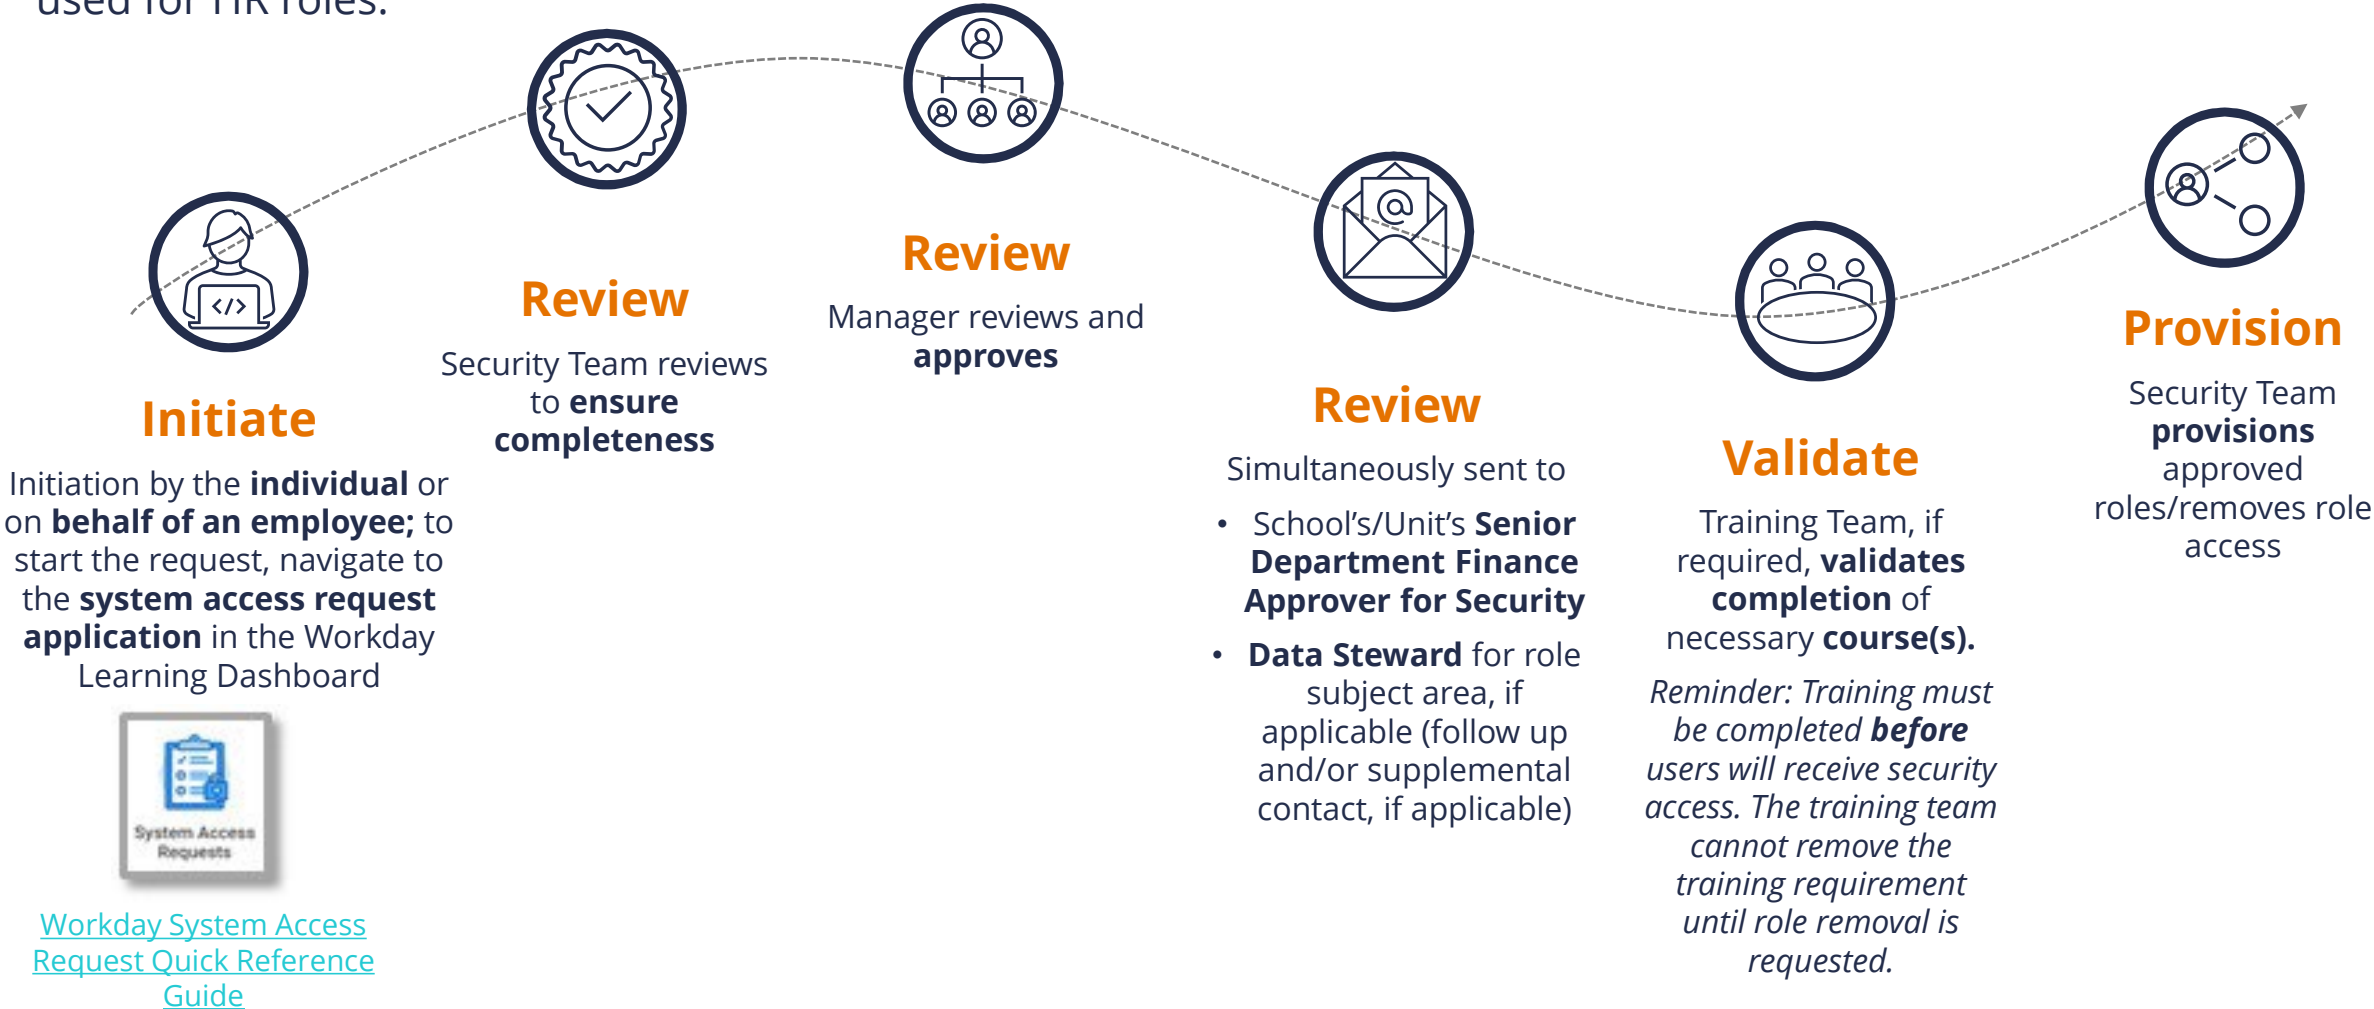 used for HR roles.
Initiate
Initiation by the individual or
on behalf of an employee; to
start the request, navigate to
the system access request
application in the Workday
Learning Dashboard
System Access
Requests
Workday System Access
Request Quick Reference
Guide
Review
Security Team reviews
to ensure
completeness
Review
Manager reviews and
approves
Review
Simultaneously sent to
• School’s/Unit’s Senior
Department Finance
Approver for Security
• Data Steward for role
subject area, if
applicable (follow up
and/or supplemental
contact, if applicable)
Validate
Training Team, if
required, validates
completion of
necessary course(s).
Reminder: Training must
be completed before
users will receive security
access. The training team
cannot remove the
training requirement
until role removal is
requested.
Provision
Security Team
provisions
approved
roles/removes role
access